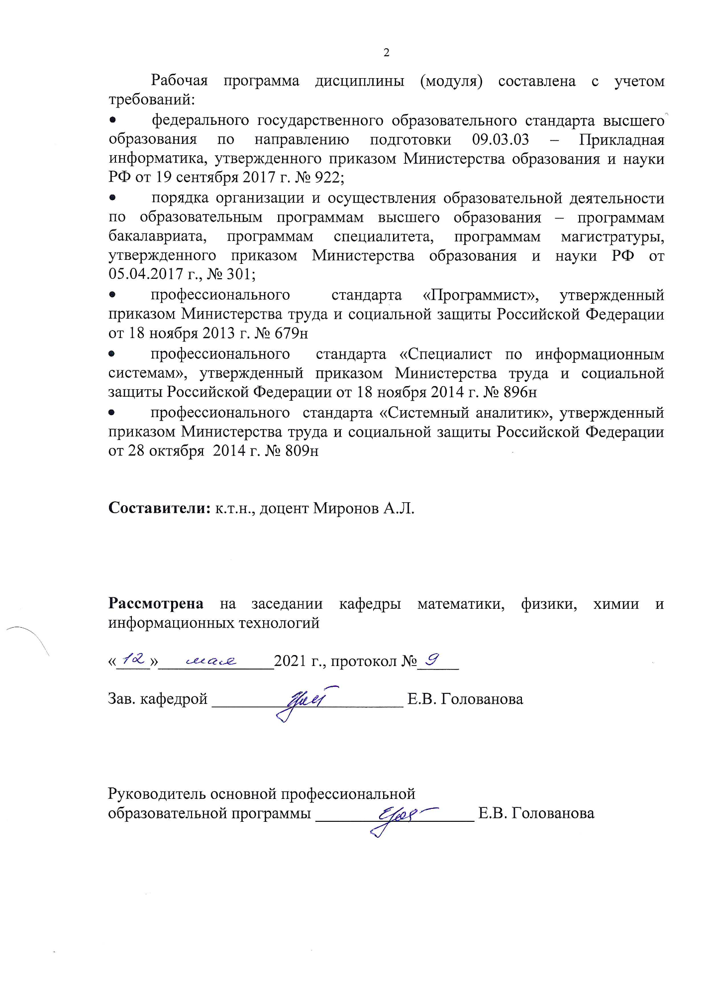 2
Рабочая программа дисциплины (модуля) составлена с учетом
требований:
• федерального государственного образовательного стандарта высшего
образования по направлению подготовки 09.03.03 – Прикладная
информатика, утвержденного приказом Министерства образования и науки
РФ от 19 сентября 2017 г. № 922;
• порядка организации и осуществления образовательной деятельности
по образовательным программам высшего образования – программам
бакалавриата, программам специалитета, программам магистратуры,
утвержденного приказом Министерства образования и науки РФ от
05.04.2017 г., № 301;
• профессионального стандарта «Программист», утвержденный
приказом Министерства труда и социальной защиты Российской Федерации
от 18 ноября 2013 г. № 679н
• профессионального стандарта «Специалист по информационным
системам», утвержденный приказом Министерства труда и социальной
защиты Российской Федерации от 18 ноября 2014 г. № 896н
• профессионального стандарта «Системный аналитик», утвержденный
приказом Министерства труда и социальной защиты Российской Федерации
от 28 октября 2014 г. № 809н
Составители: к.т.н., доцент Миронов А.Л.
Рассмотрена на заседании кафедры математики, физики, химии и
информационных технологий
«12» мая 2021 г., протокол № 9
Зав. кафедрой Е.В. Голованова
Руководитель основной профессиональной
образовательной программы Е.В. Голованова